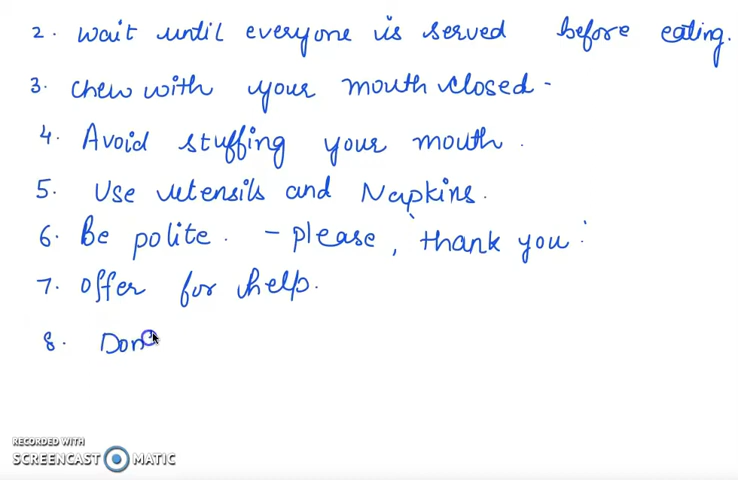 2. wait until everyone is served before eating.
3. Chew with your mouth closed -
4. Avoid stuffing your mouth.
5. Use utensils and Napkins.
6. Be polite. - please, thank you.
7. offer for help.
8. Don
RECORDED WITH
SCREENCAST MATIC